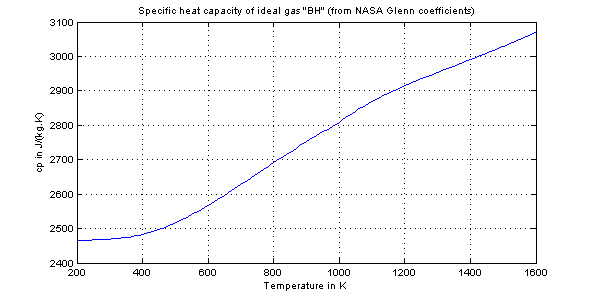 Specific heat capacity of ideal gas "BH" (from NASA Glenn coefficients)
3100
3000
2900
2800
2700
2600
2500
2400
cp in J/(kg.K)
200 400 600 800 1000 1200 1400 1600
Temperature in K